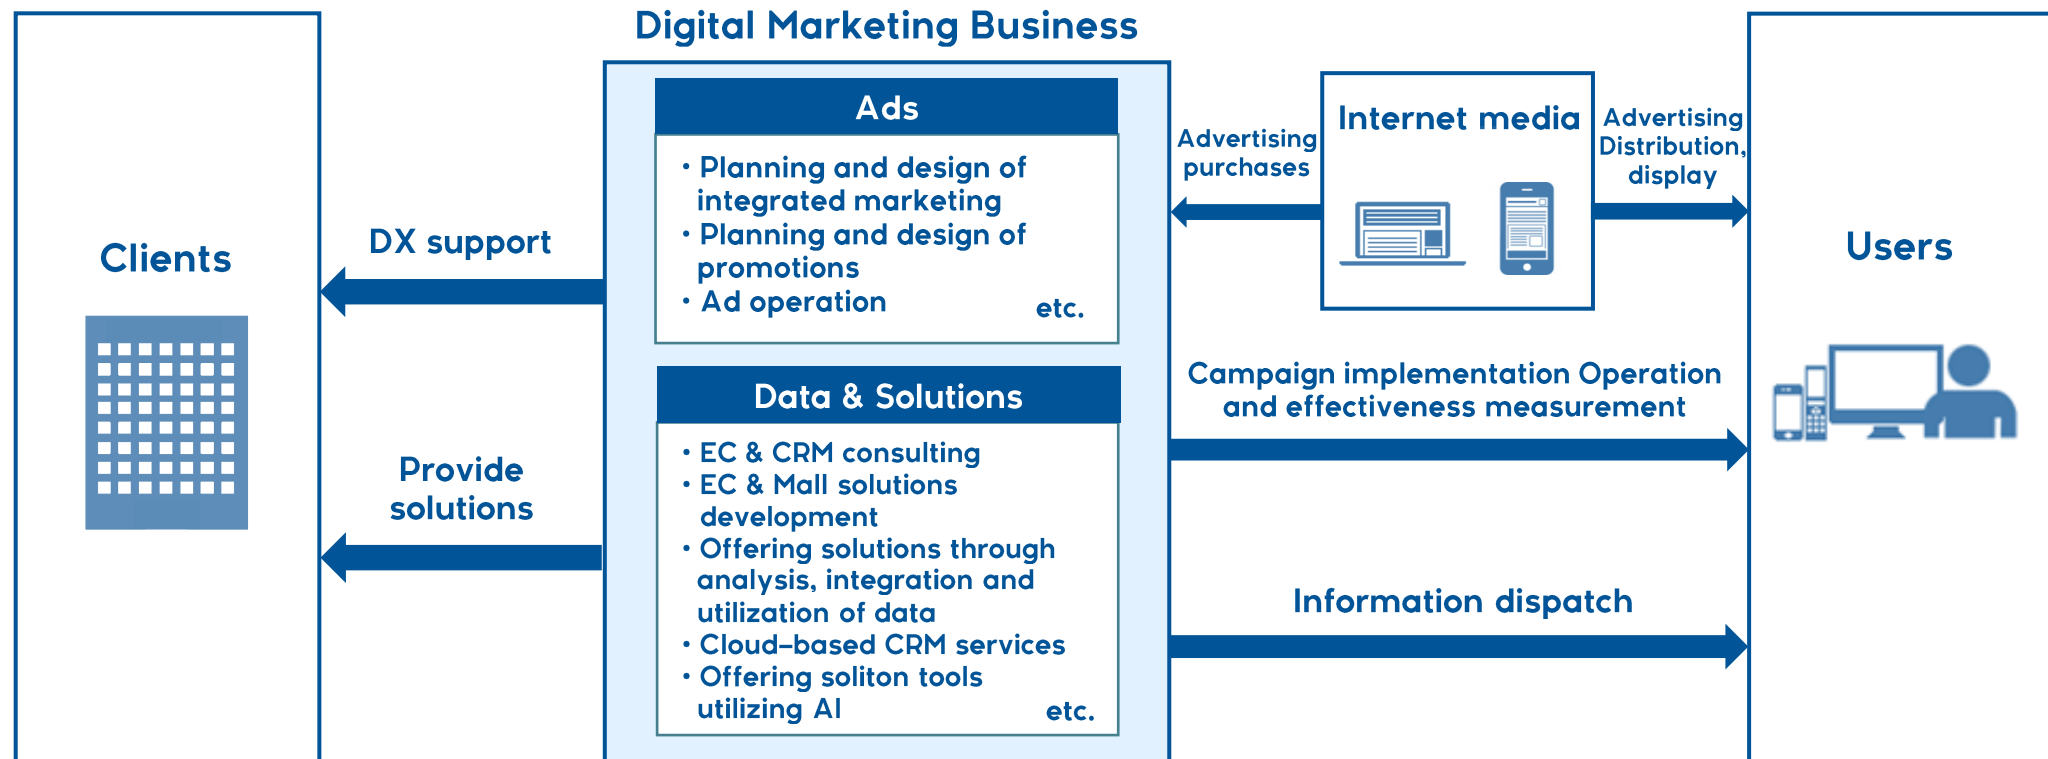 Digital Marketing Business
Clients
DX support
Provide
solutions
Ads
・Planning and design of
integrated marketing
・Planning and design of
promotions
・Ad operation
etc.
Data & Solutions
・EC & CRM consulting
・EC & Mall solutions
development
・Offering solutions through
analysis, integration and
utilization of data
・Cloud-based CRM services
・Offering soliton tools
utilizing AI
etc.
Advertising
purchases
Internet media
Advertising
Distribution,
display
Campaign implementation Operation
and effectiveness measurement
Information dispatch
Users